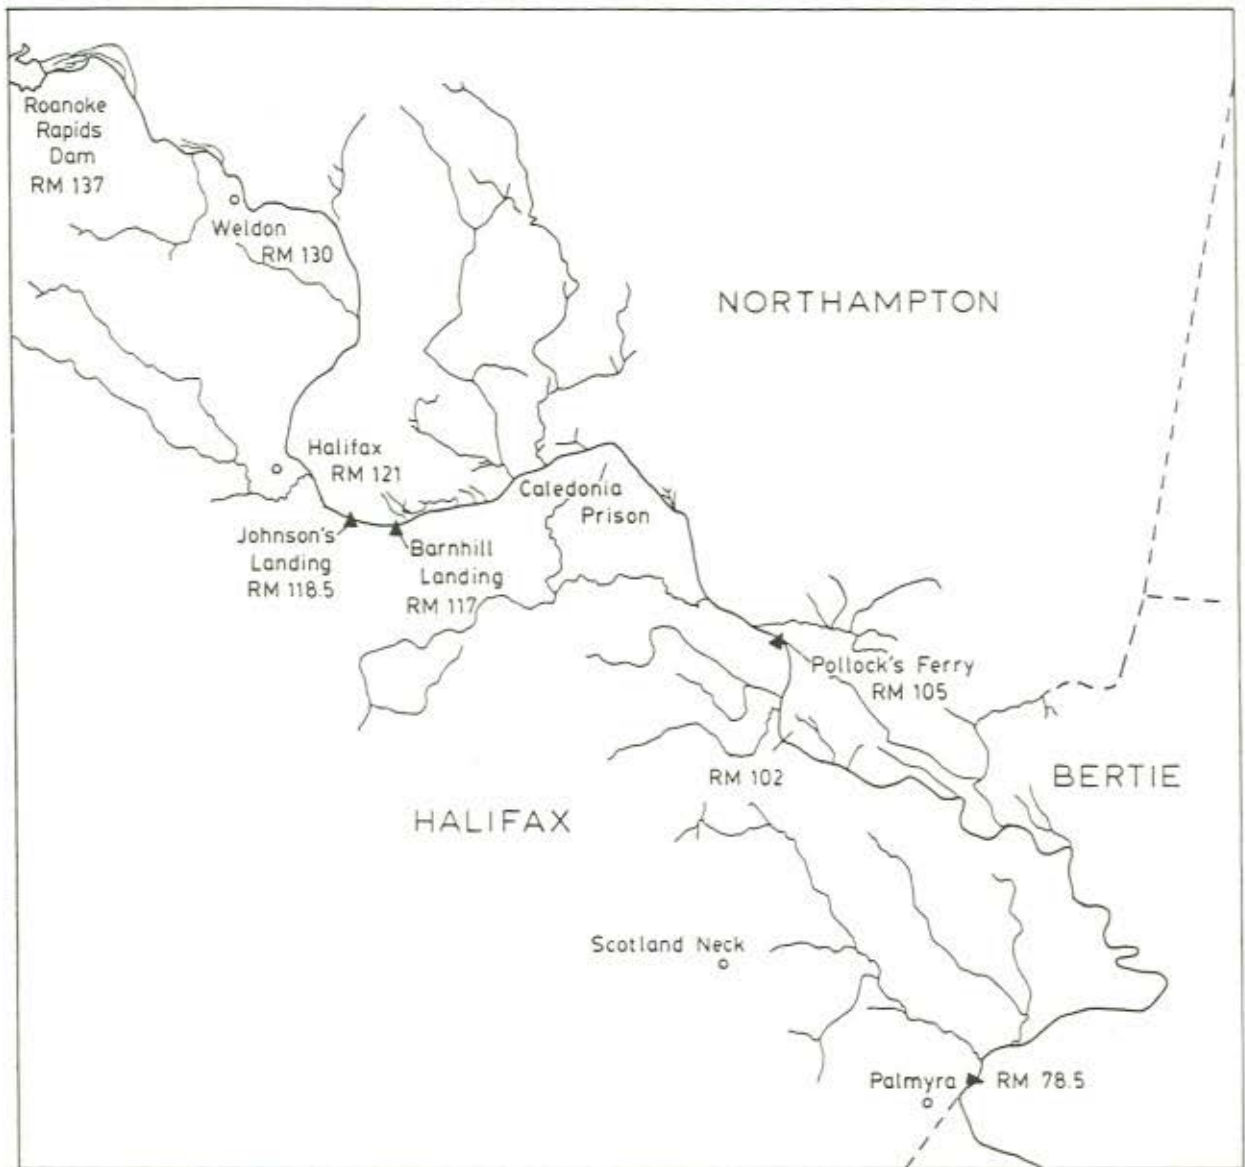 Roanoke
Rapids
Dam
RM 137
Weldon
RM 130
NORTHAMPTON
Halifax
RM 121
Caledonia
Prison
Johnson's
Landing
RM 118.5
Barnhill
Landing
RM 117
Pollock's Ferry
RM 105
RM 102
BERTIE
HALIFAX
Scotland Neck
Palmyra
RM 78.5